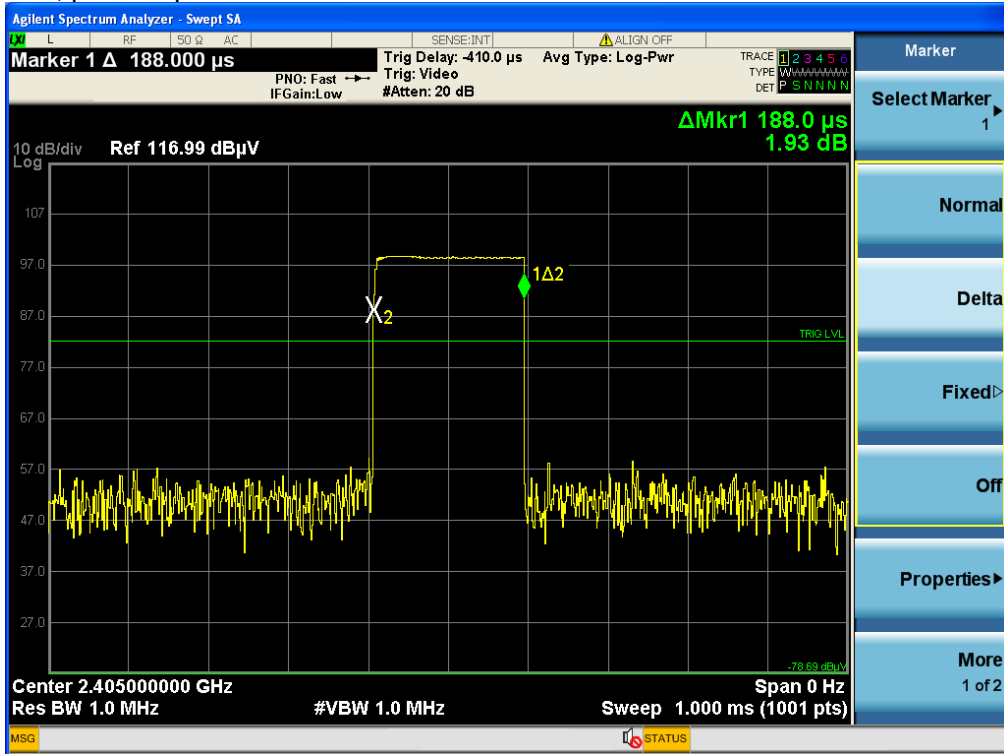 Agilent Spectrum Analyzer - Swept SA
LXI L RF 50 Ω AC SENSE:INT ALIGN OFF
Marker 1 Δ 188.000 µs
PNO: Fast
IFGain:Low
Trig Delay: -410.0 µs
Trig: Video
#Atten: 20 dB
Avg Type: Log-Pwr
TRACE 1 2 3 4 5 6
TYPE
DET P S N N N N
ΔMkr1 188.0 µs
1.93 dB
10 dB/div Ref 116.99 dBµV
Log
107
97.0
87.0
77.0
67.0
57.0
47.0
37.0
27.0
1Δ2
X2
TRIG LVL
-78.69 dBµV
Center 2.405000000 GHz Span 0 Hz
Res BW 1.0 MHz #VBW 1.0 MHz Sweep 1.000 ms (1001 pts)
MSG STATUS
Marker
Select Marker
1
Normal
Delta
Fixed
Off
Properties
More
1 of 2